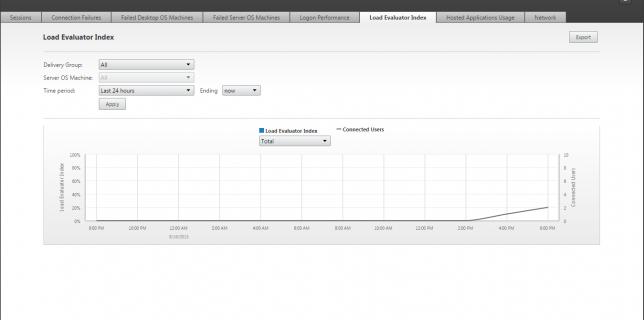 Sessions Connection Failures Failed Desktop OS Machines Failed Server OS Machines Logon Performance Load Evaluator Index Hosted Applications Usage Network
Load Evaluator Index Export
Delivery Group: All
Server OS Machine: All
Time period: Last 24 hours Ending now
Apply
Load Evaluator Index Connected Users
Total
100% 10
80% 8
60% 6
40% 4
20% 2
0% 0
Load Evaluator Index
Connected Users
8:00 PM 10:00 PM 12:00 AM 2:00 AM 4:00 AM 6:00 AM 8:00 AM 10:00 AM 12:00 PM 2:00 PM 4:00 PM 6:00 PM